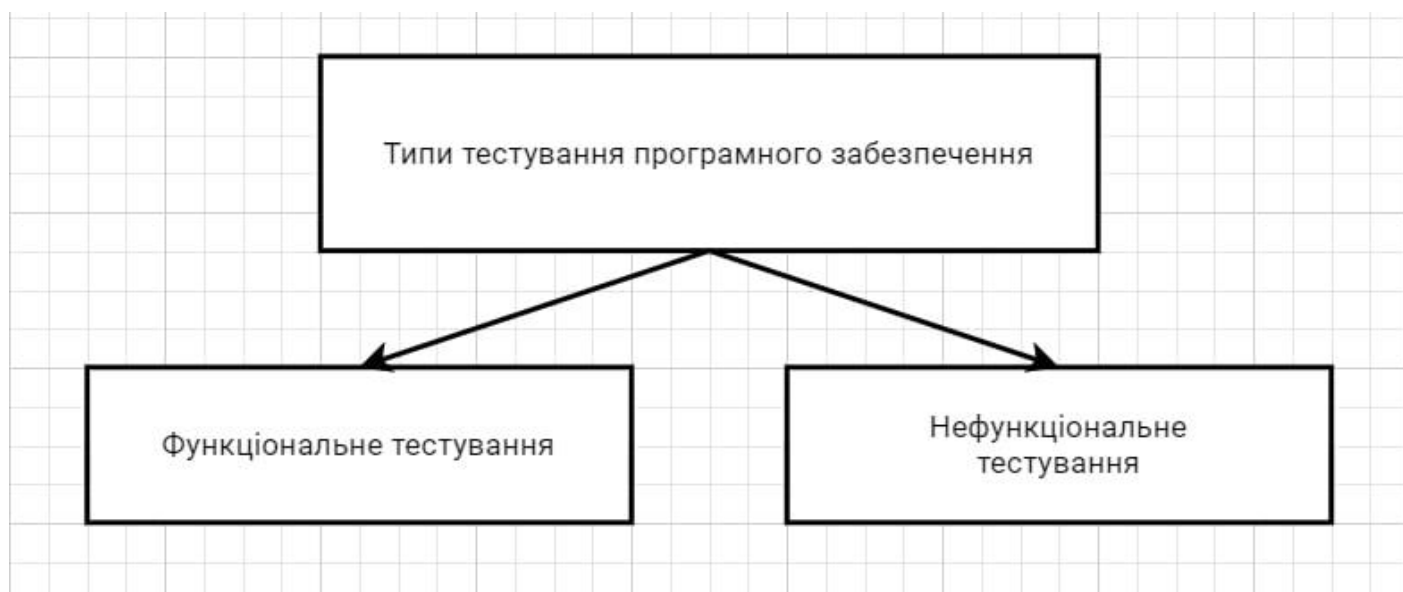 Типи тестування програмного забезпечення
Функціональне тестування
Нефункціональне
тестування